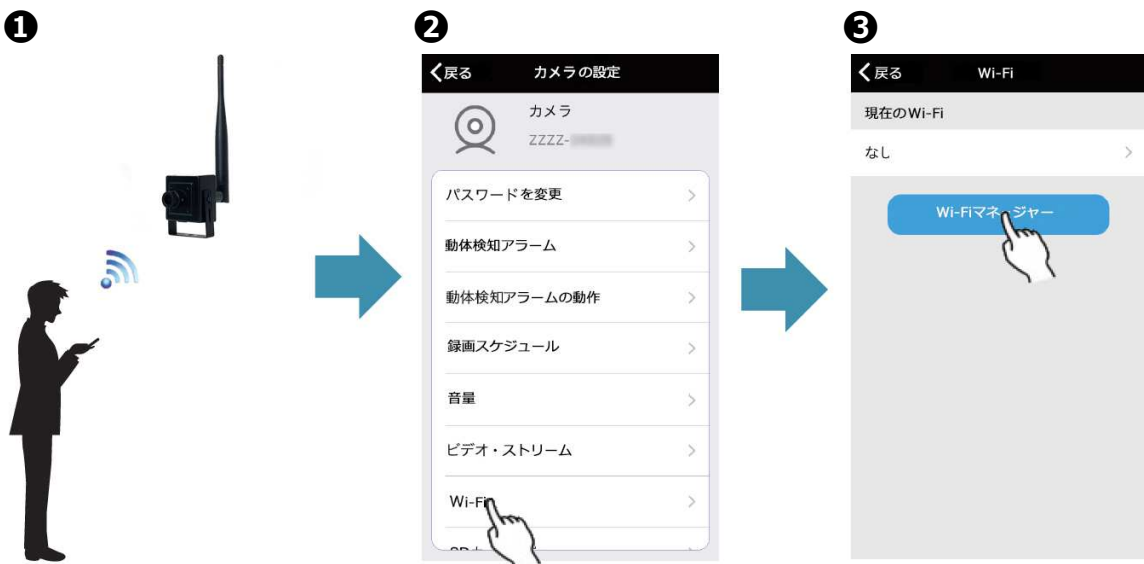 ❶
❷
戻る カメラの設定
カメラ
ZZZZ-
パスワードを変更
動体検知アラーム
動体検知アラームの動作
録画スケジュール
音量
ビデオ・ストリーム
Wi-Fi
❸
戻る Wi-Fi
現在のWi-Fi
なし
Wi-Fiマネージャー